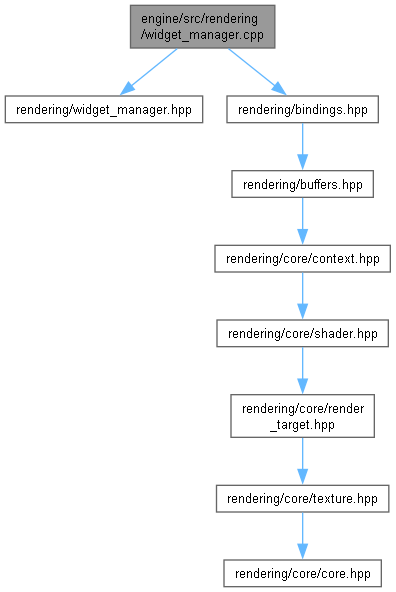 engine/src/rendering
/widget_manager.cpp
rendering/widget_manager.hpp
rendering/bindings.hpp
rendering/buffers.hpp
rendering/core/context.hpp
rendering/core/shader.hpp
rendering/core/render
_target.hpp
rendering/core/texture.hpp
rendering/core/core.hpp